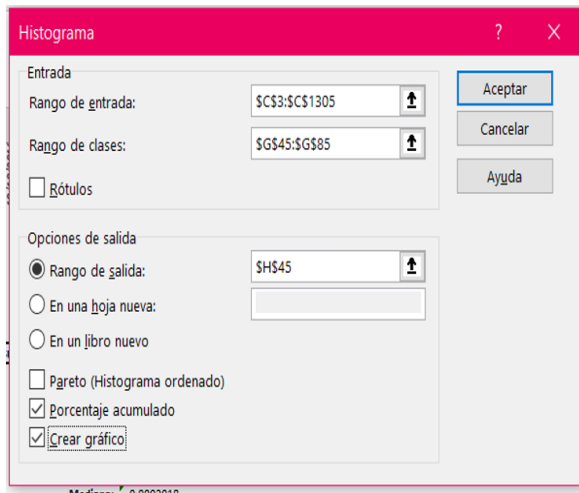 Histograma ? X
Entrada
Rango de entrada: $C$3:$C$1305
Rango de clases: $G$45:$G$85
Rótulos
Aceptar
Cancelar
Ayuda
Opciones de salida
Rango de salida: $H$45
En una hoja nueva:
En un libro nuevo
Pareto (Histograma ordenado)
Porcentaje acumulado
Crear gráfico